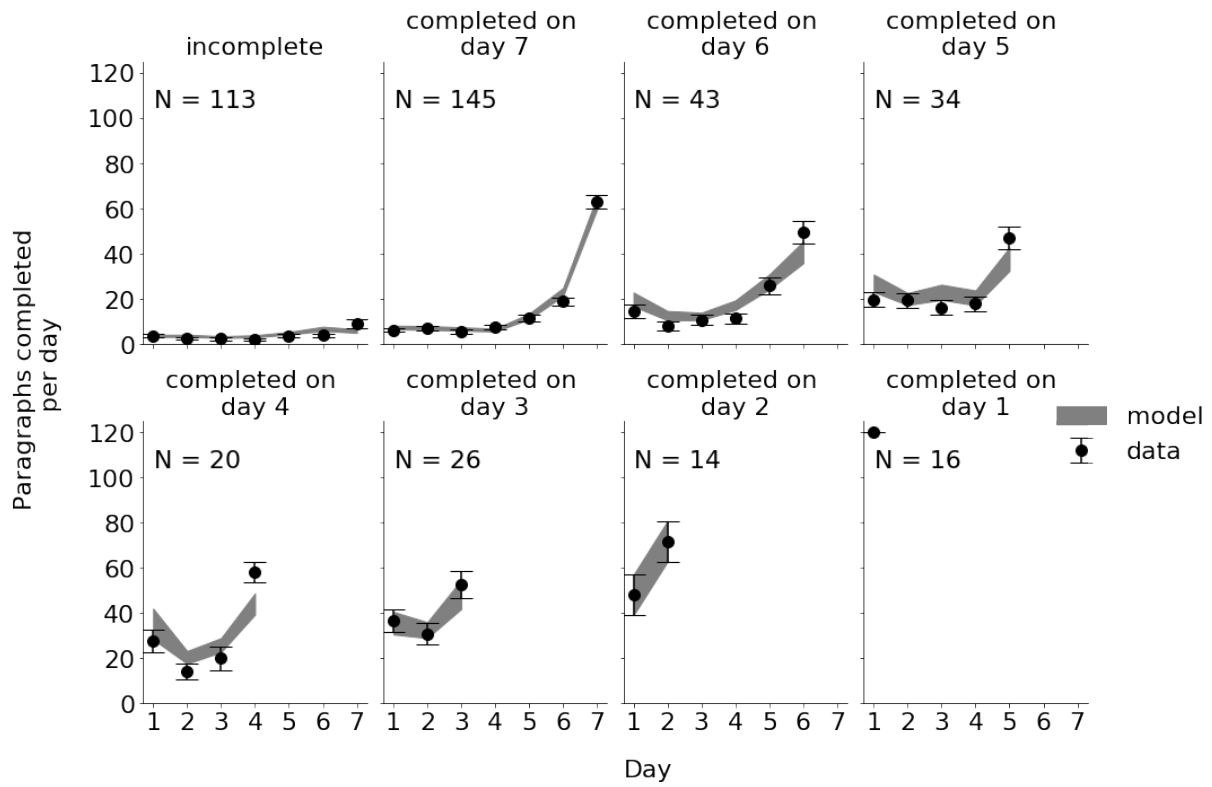 incomplete
completed on
day 7
completed on
day 6
completed on
day 5
N = 113
N = 145
N = 43
N = 34
120
100
80
60
40
20
0
Paragraphs completed
per day
completed on
day 4
completed on
day 3
completed on
day 2
completed on
day 1
N = 20
N = 26
N = 14
N = 16
model
data
120
100
80
60
40
20
0
1 2 3 4 5 6 7
1 2 3 4 5 6 7
1 2 3 4 5 6 7
1 2 3 4 5 6 7
Day